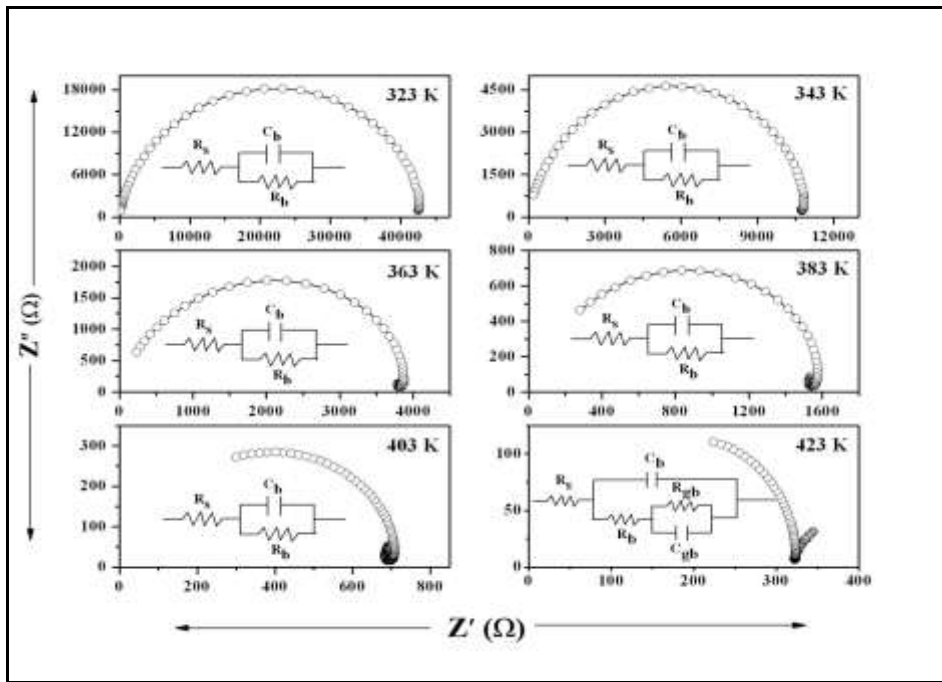 Z″ (Ω)
323 K
18000
12000
6000
0
0 10000 20000 30000 40000
R_s
C_b
R_b
343 K
4500
3000
1500
0
0 3000 6000 9000 12000
R_s
C_b
R_b
363 K
2000
1500
1000
500
0
0 1000 2000 3000 4000
R_s
C_b
R_b
383 K
800
600
400
200
0
0 400 800 1200 1600
R_s
C_b
R_b
403 K
300
200
100
0
0 200 400 600 800
R_s
C_b
R_b
423 K
100
50
0
0 100 200 300 400
R_s
C_b
R_gb
R_b
C_gb
Z′ (Ω)